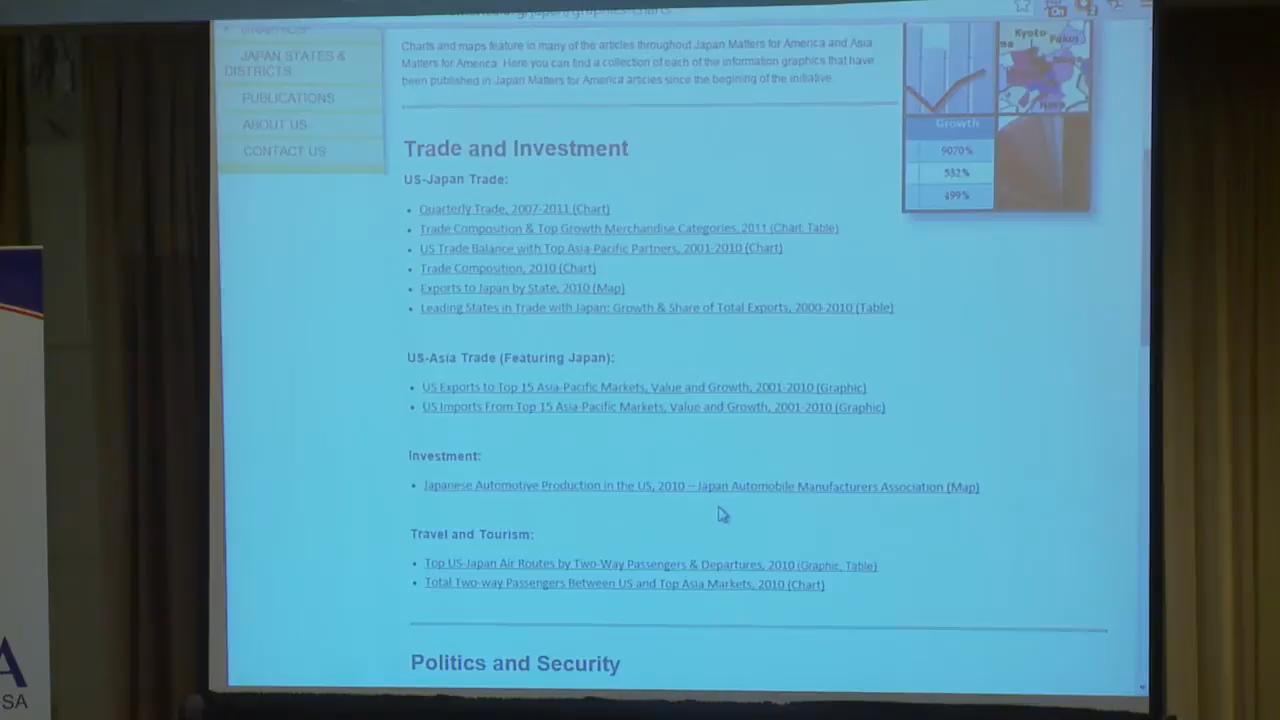 JAPAN STATES &
DISTRICTS
PUBLICATIONS
ABOUT US
CONTACT US
Charts and maps feature in many of the articles throughout Japan Matters for America and Asia
Matters for America. Here you can find a collection of each of the information graphics that have
been published in Japan Matters for America articles since the begining of the initiative.
Kyoto
Growth
9070%
532%
499%
Trade and Investment
US-Japan Trade:
Quarterly Trade, 2007-2011 (Chart)
Trade Composition & Top Growth Merchandise Categories, 2011 (Chart, Table)
US Trade Balance with Top Asia-Pacific Partners, 2001-2010 (Chart)
Trade Composition, 2010 (Chart)
Exports to Japan by State, 2010 (Map)
Leading States in Trade with Japan: Growth & Share of Total Exports, 2000-2010 (Table)
US-Asia Trade (Featuring Japan):
US Exports to Top 15 Asia-Pacific Markets, Value and Growth, 2001-2010 (Graphic)
US Imports From Top 15 Asia-Pacific Markets, Value and Growth, 2001-2010 (Graphic)
Investment:
Japanese Automotive Production in the US, 2010 – Japan Automobile Manufacturers Association (Map)
Travel and Tourism:
Top US-Japan Air Routes by Two-Way Passengers & Departures, 2010 (Graphic, Table)
Total Two-way Passengers Between US and Top Asia Markets, 2010 (Chart)
Politics and Security
A
-SA